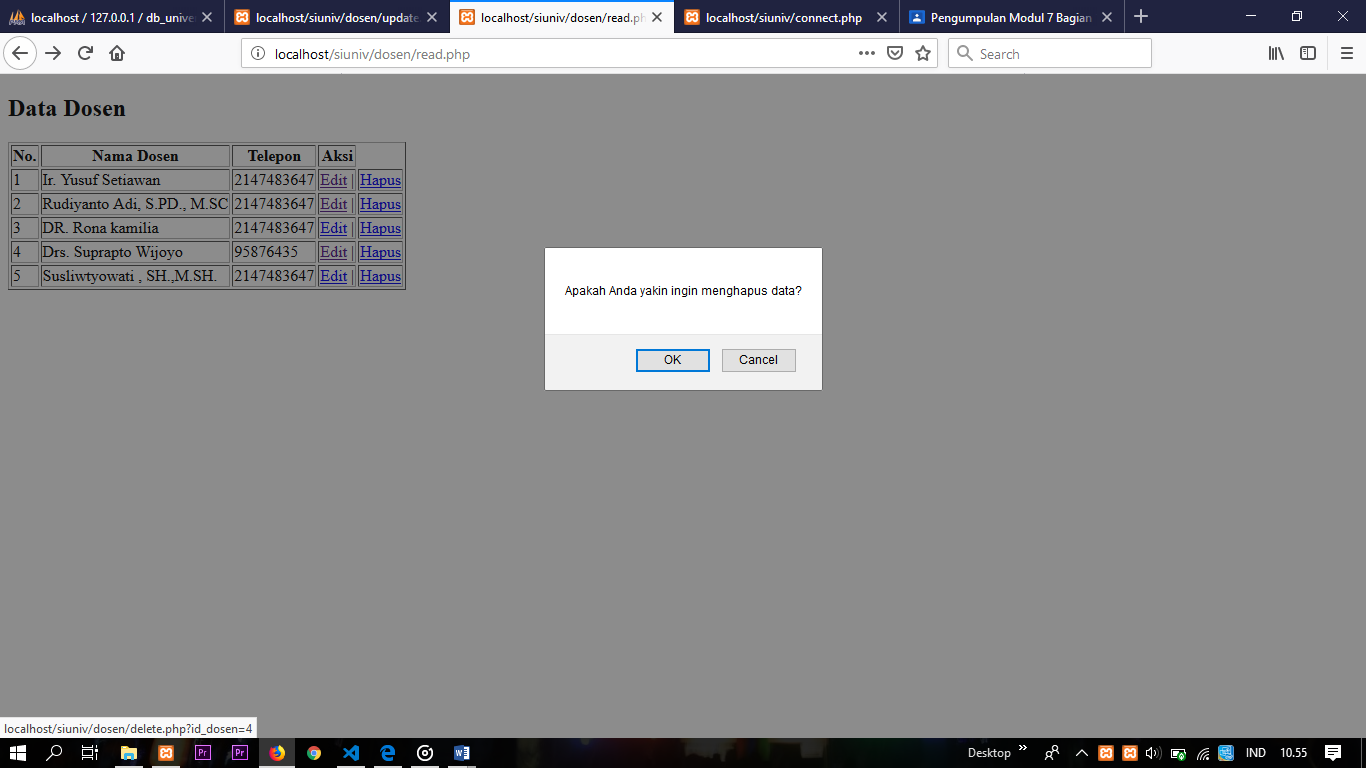 localhost / 127.0.0.1 / db_unive
localhost/siuniv/dosen/update
localhost/siuniv/dosen/read.ph
localhost/siuniv/connect.php
Pengumpulan Modul 7 Bagian
localhost/siuniv/dosen/read.php
Search
Data Dosen
No. Nama Dosen Telepon Aksi
1 Ir. Yusuf Setiawan 2147483647 Edit | Hapus
2 Rudiyanto Adi, S.PD., M.SC 2147483647 Edit | Hapus
3 DR. Rona kamilia 2147483647 Edit | Hapus
4 Drs. Suprapto Wijoyo 95876435 Edit | Hapus
5 Susliwtyowati , SH.,M.SH. 2147483647 Edit | Hapus
Apakah Anda yakin ingin menghapus data?
OK Cancel
localhost/siuniv/dosen/delete.php?id_dosen=4
Pr Pr Desktop » IND 10.55